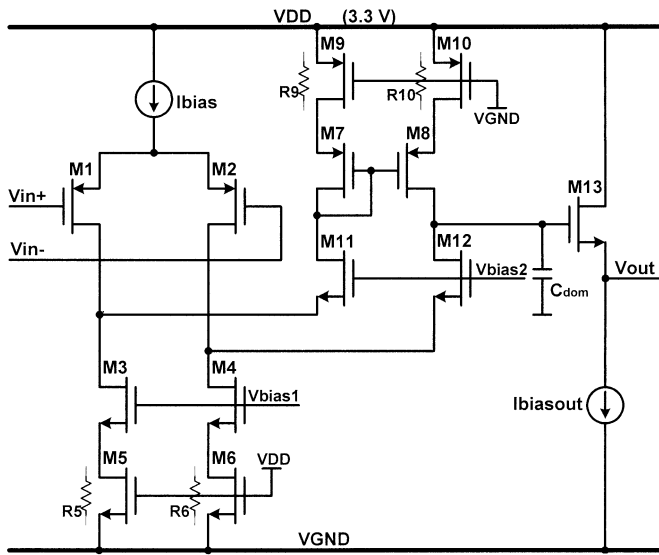 VDD (3.3 V)
M9
M10
R9
R10
Ibias
VGND
M7
M8
M1
M2
Vin+
M13
Vin-
M11
M12
Vbias2
Vout
Cdom
M3
M4
Vbias1
Ibiasout
M5
M6
VDD
R5
R6
VGND